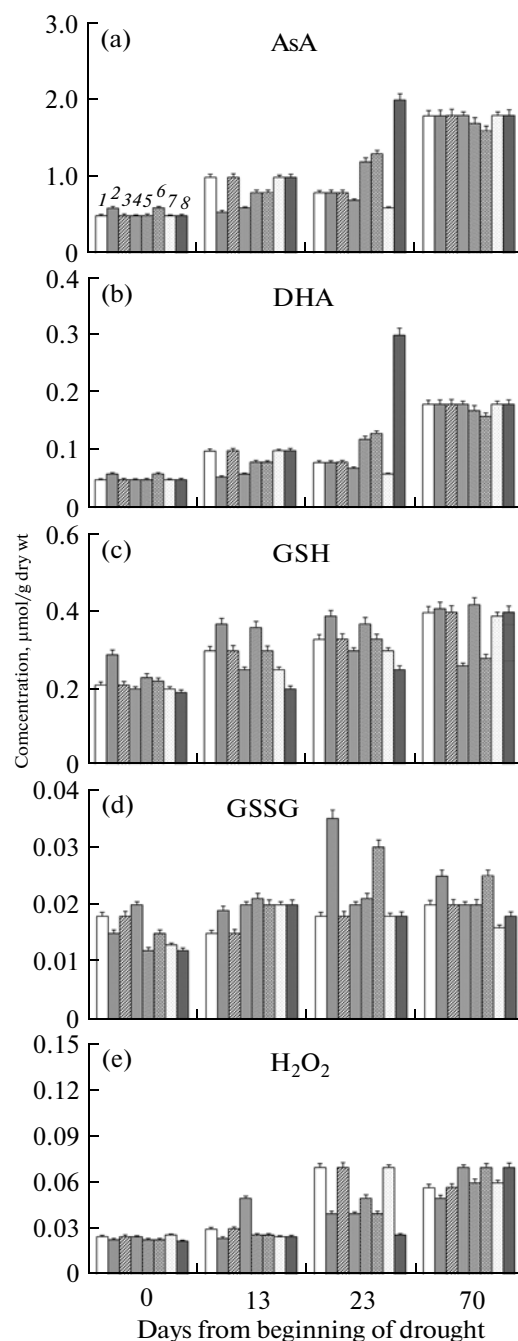 (a)
AsA
3.0
2.0
1.0
0
1 2 3 4 5 6 7 8
(b)
DHA
0.4
0.3
0.2
0.1
0
(c)
GSH
0.6
0.4
0.2
0
(d)
GSSG
0.04
0.03
0.02
0.01
0
(e)
H₂O₂
0.15
0.12
0.09
0.06
0.03
0
Comcentration, μmol/g dry wt
0 13 23 70
Days from beginning of drought